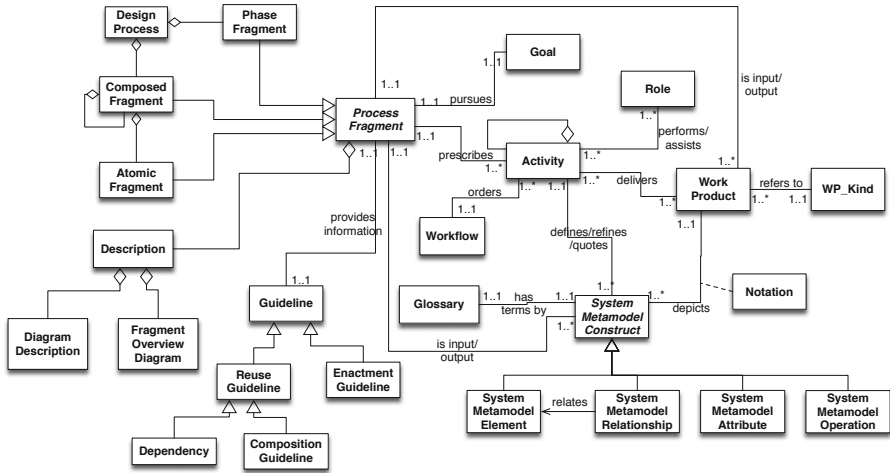 Design
Process
Phase
Fragment
Goal
Composed
Fragment
Process
Fragment
Role
Atomic
Fragment
Activity
Work
Product
WP_Kind
Workflow
Description
Guideline
Glossary
System
Metamodel
Construct
Notation
Diagram
Description
Fragment
Overview
Diagram
Reuse
Guideline
Enactment
Guideline
Dependency
Composition
Guideline
System
Metamodel
Element
System
Metamodel
Relationship
System
Metamodel
Attribute
System
Metamodel
Operation
1..1
1..1
1..1
pursues
is input/
output
1..*
performs/
assists
1..1
prescribes
1..*
1..*
1..1
1..1
1..*
1..1
1..*
delivers
1..*
1..*
1..1
refers to
1..*
1..1
orders
1..1
provides
information
1..1
defines/refines
/quotes
1..*
1..1
has
terms by
1..1
1..*
depicts
1..*
is input/
output
relates